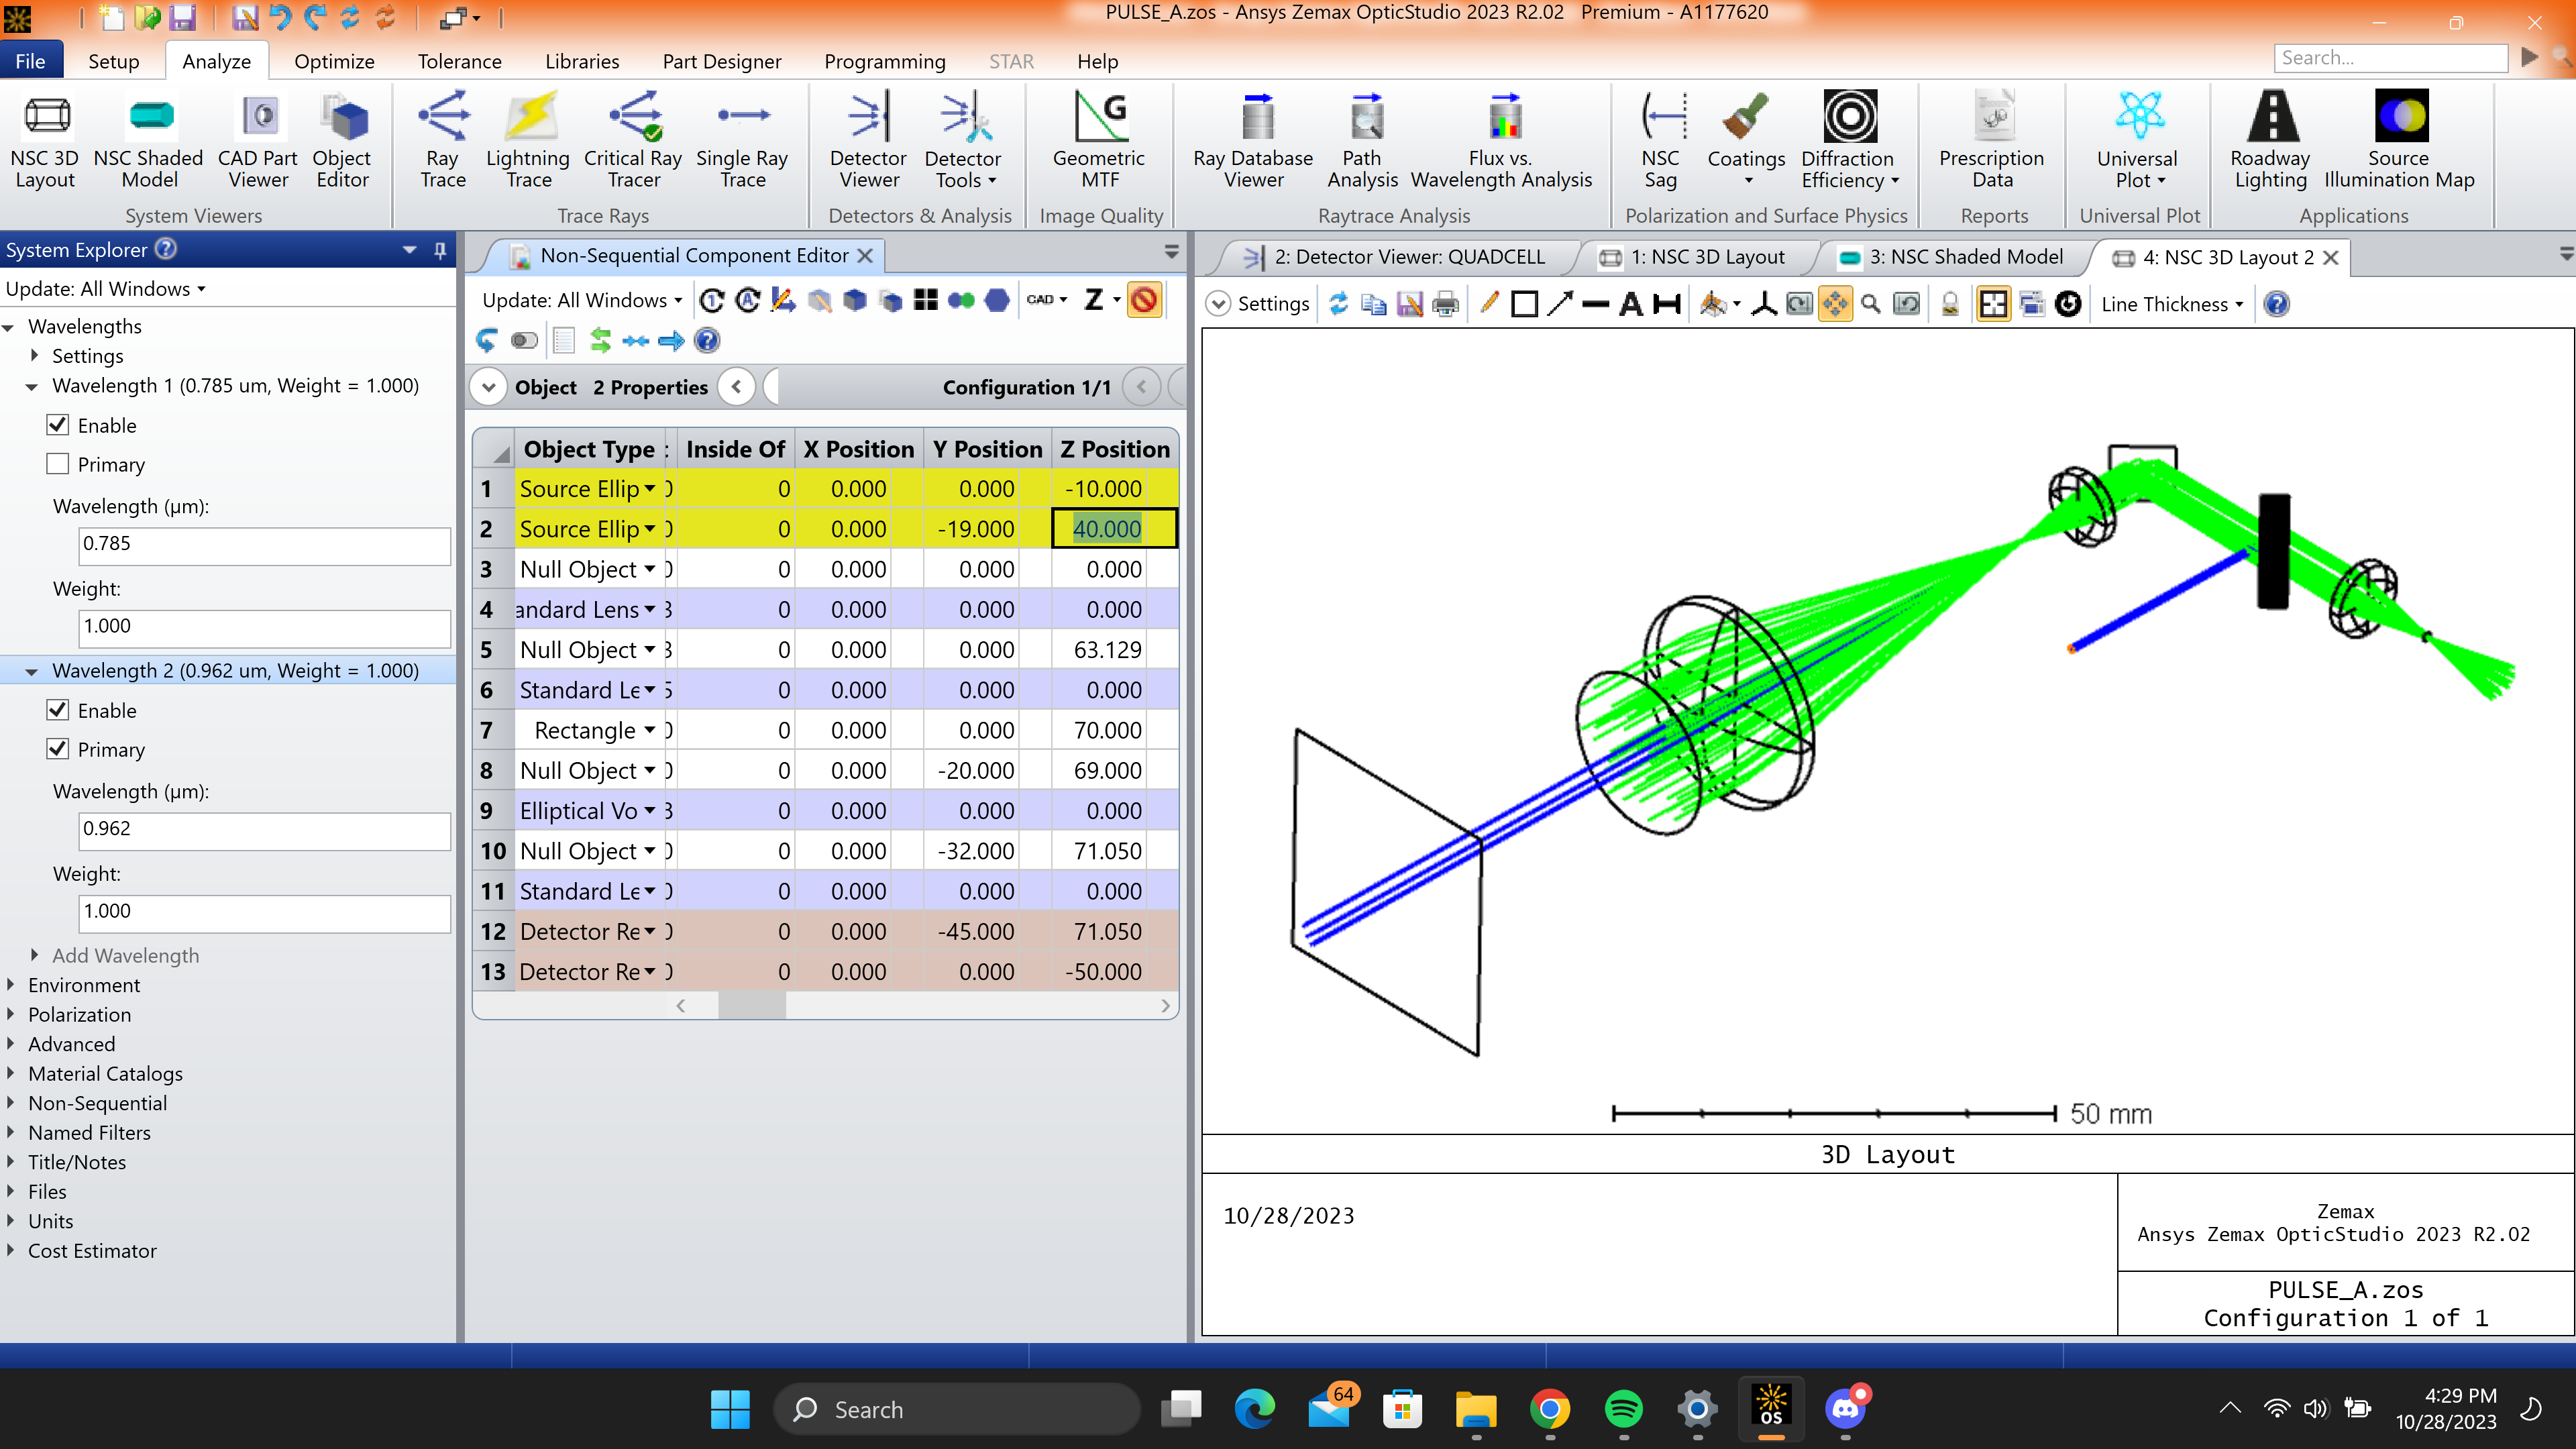 PULSE_A.zos - Ansys Zemax OpticStudio 2023 R2.02 Premium - A1177620
File Setup Analyze Optimize Tolerance Libraries Part Designer Programming STAR Help Search...
NSC 3D Layout NSC Shaded Model CAD Part Viewer Object Editor
System Viewers
Ray Trace Lightning Trace Critical Ray Tracer Single Ray Trace
Trace Rays
Detector Viewer Detector Tools
Detectors & Analysis
G
Geometric MTF
Image Quality
Ray Database Viewer Path Analysis Flux vs. Wavelength Analysis
Raytrace Analysis
NSC Sag Coatings Diffraction Efficiency
Polarization and Surface Physics
Prescription Data
Reports
Universal Plot
Universal Plot
Roadway Lighting Source Illumination Map
Applications
System Explorer ?
Update: All Windows
Wavelengths
Settings
Wavelength 1 (0.785 um, Weight = 1.000)
Enable
Primary
Wavelength (µm):
0.785
Weight:
1.000
Wavelength 2 (0.962 um, Weight = 1.000)
Enable
Primary
Wavelength (µm):
0.962
Weight:
1.000
Add Wavelength
Environment
Polarization
Advanced
Material Catalogs
Non-Sequential
Named Filters
Title/Notes
Files
Units
Cost Estimator
Non-Sequential Component Editor
Update: All Windows CAD Z
Object 2 Properties Configuration 1/1
Object Type Inside Of X Position Y Position Z Position
1 Source Ellip 0 0.000 0.000 -10.000
2 Source Ellip 0 0.000 -19.000 40.000
3 Null Object 0 0.000 0.000 0.000
4 andard Lens 0 0.000 0.000 0.000
5 Null Object 0 0.000 0.000 63.129
6 Standard Le 0 0.000 0.000 0.000
7 Rectangle 0 0.000 0.000 70.000
8 Null Object 0 0.000 -20.000 69.000
9 Elliptical Vo 0 0.000 0.000 0.000
10 Null Object 0 0.000 -32.000 71.050
11 Standard Le 0 0.000 0.000 0.000
12 Detector Re 0 0.000 -45.000 71.050
13 Detector Re 0 0.000 0.000 -50.000
2: Detector Viewer: QUADCELL 1: NSC 3D Layout 3: NSC Shaded Model 4: NSC 3D Layout 2
Settings A Line Thickness ?
50 mm
3D Layout
10/28/2023
Zemax
Ansys Zemax OpticStudio 2023 R2.02
PULSE_A.zos
Configuration 1 of 1
Search 64 OS
4:29 PM
10/28/2023